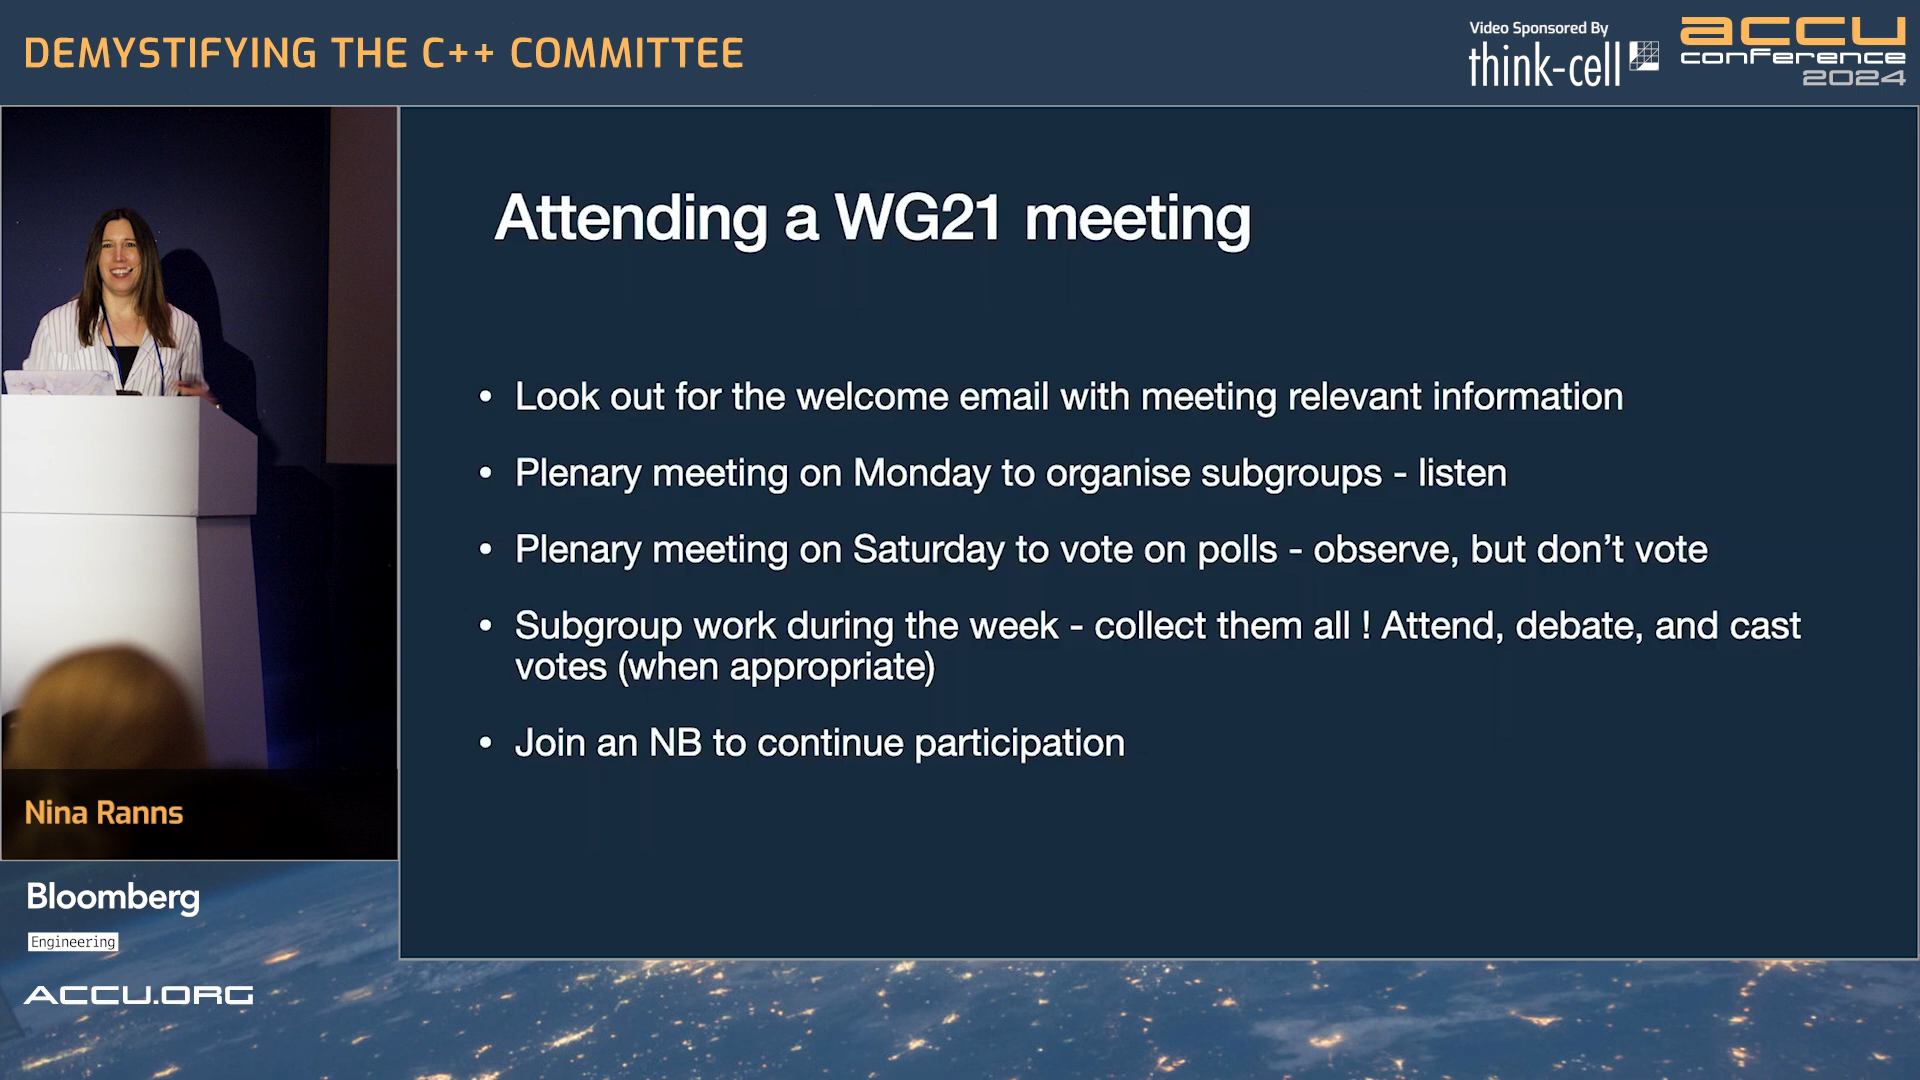 DEMYSTIFYING THE C++ COMMITTEE
Video Sponsored By
think-cell
accu
conference
2024
Attending a WG21 meeting
• Look out for the welcome email with meeting relevant information
• Plenary meeting on Monday to organise subgroups - listen
• Plenary meeting on Saturday to vote on polls - observe, but don’t vote
• Subgroup work during the week - collect them all ! Attend, debate, and cast
votes (when appropriate)
• Join an NB to continue participation
Nina Ranns
Bloomberg
Engineering
ACCU.ORG